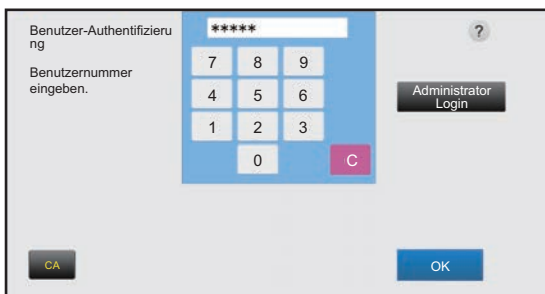 Benutzer-Authentifizieru
ng
Benutzernummer
eingeben.
*****
7 8 9
4 5 6
1 2 3
0 C
?
Administrator
Login
CA
OK